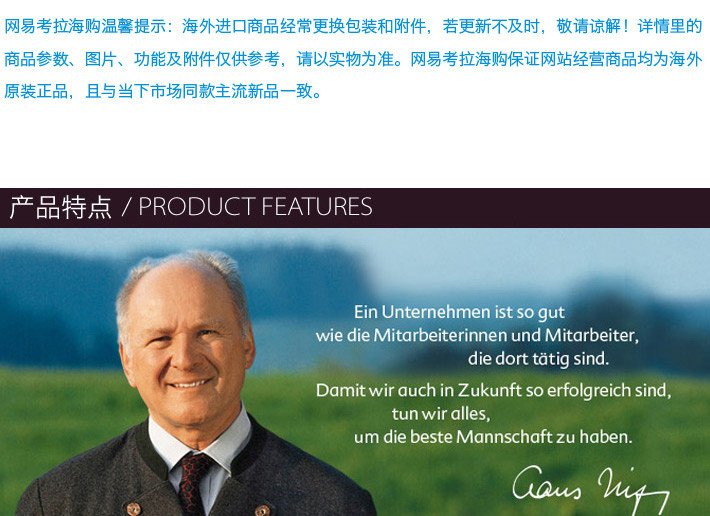 网易考拉海购温馨提示：海外进口商品经常更换包装和附件，若更新不及时，敬请谅解！详情里的
商品参数、图片、功能及附件仅供参考，请以实物为准。网易考拉海购保证网站经营商品均为海外
原装正品，且与当下市场同款主流新品一致。
产品特点 / PRODUCT FEATURES
Ein Unternehmen ist so gut
wie die Mitarbeiterinnen und Mitarbeiter,
die dort tätig sind.
Damit wir auch in Zukunft so erfolgreich sind,
tun wir alles,
um die beste Mannschaft zu haben.